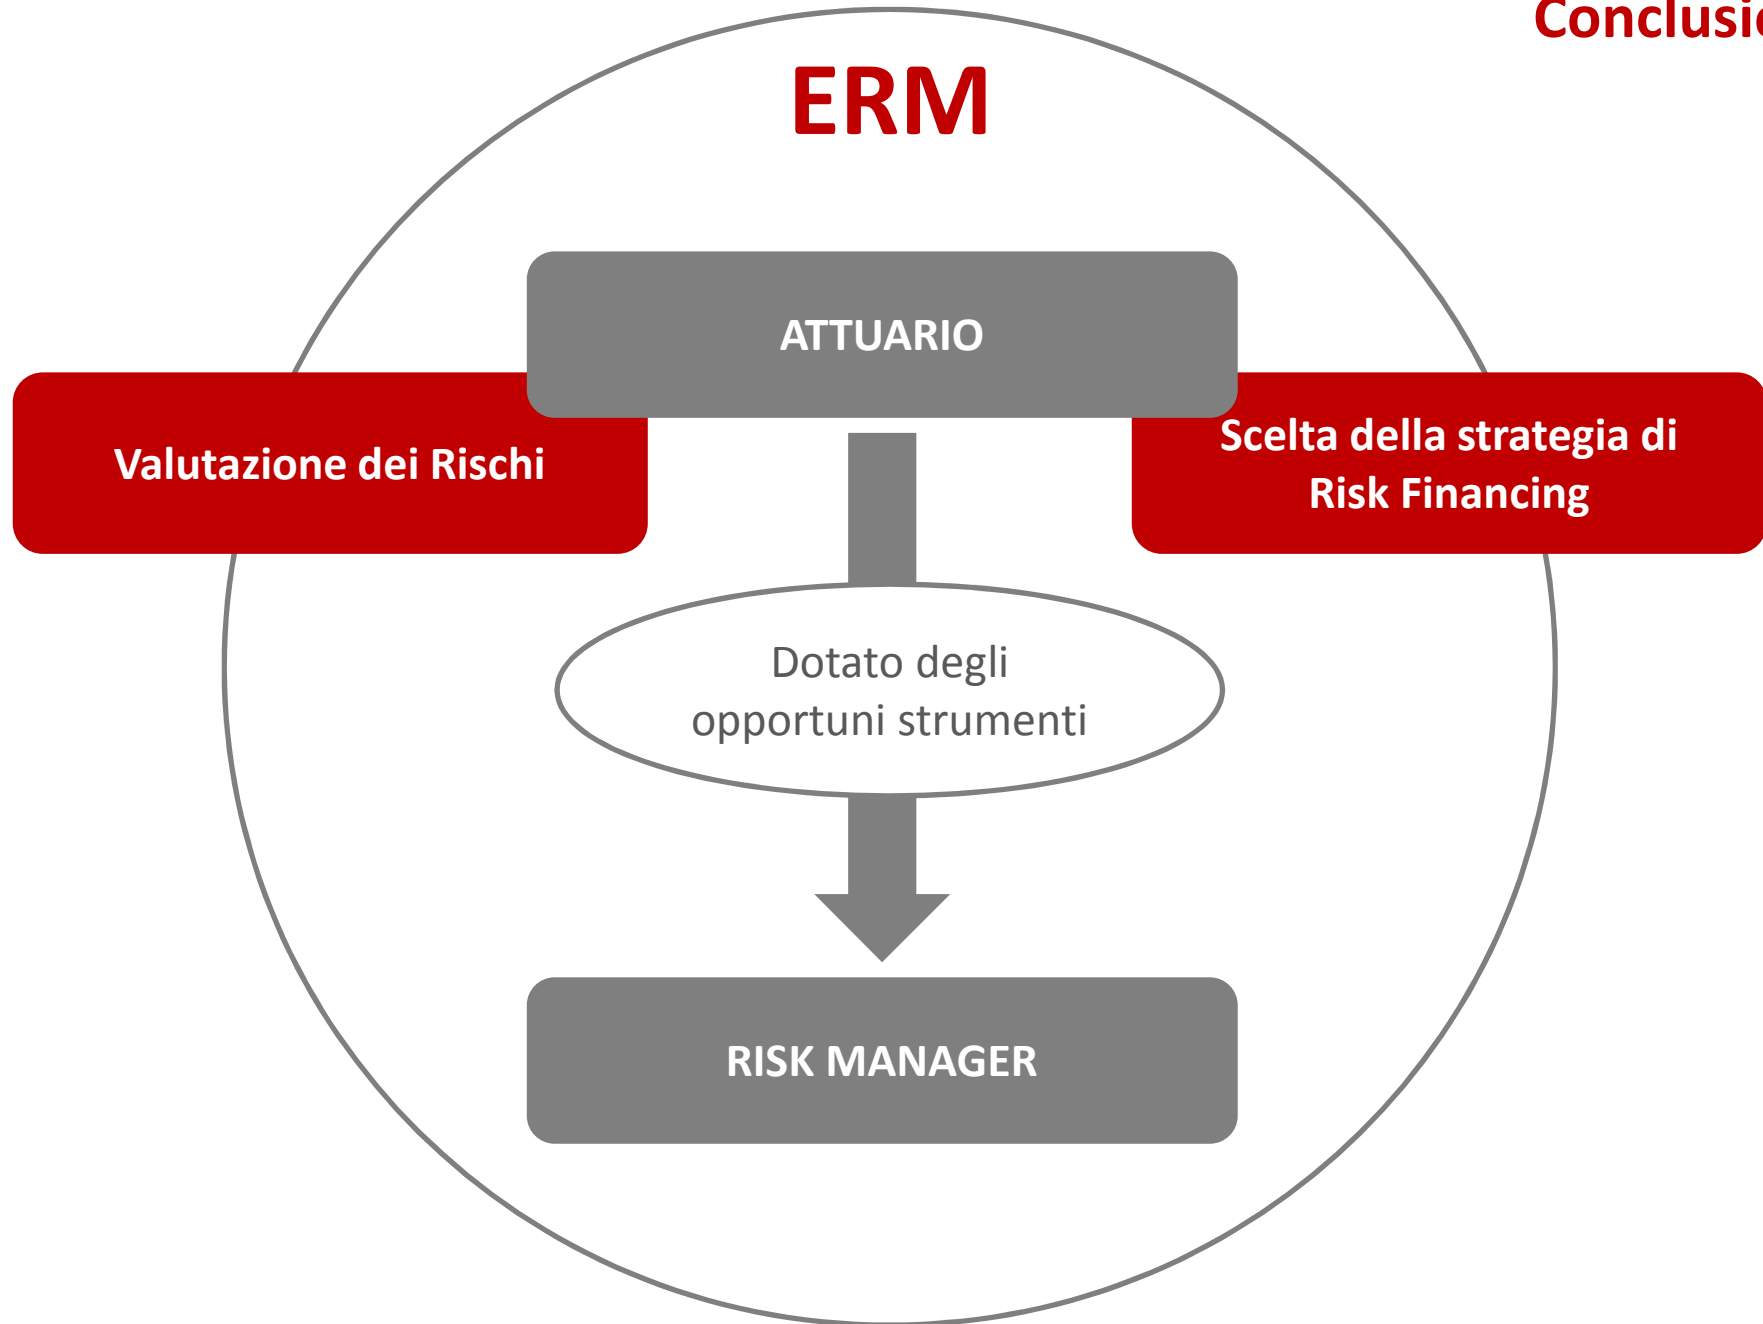 ERM
ATTUARIO
Valutazione dei Rischi
Scelta della strategia di
Risk Financing
Dotato degli
opportuni strumenti
RISK MANAGER